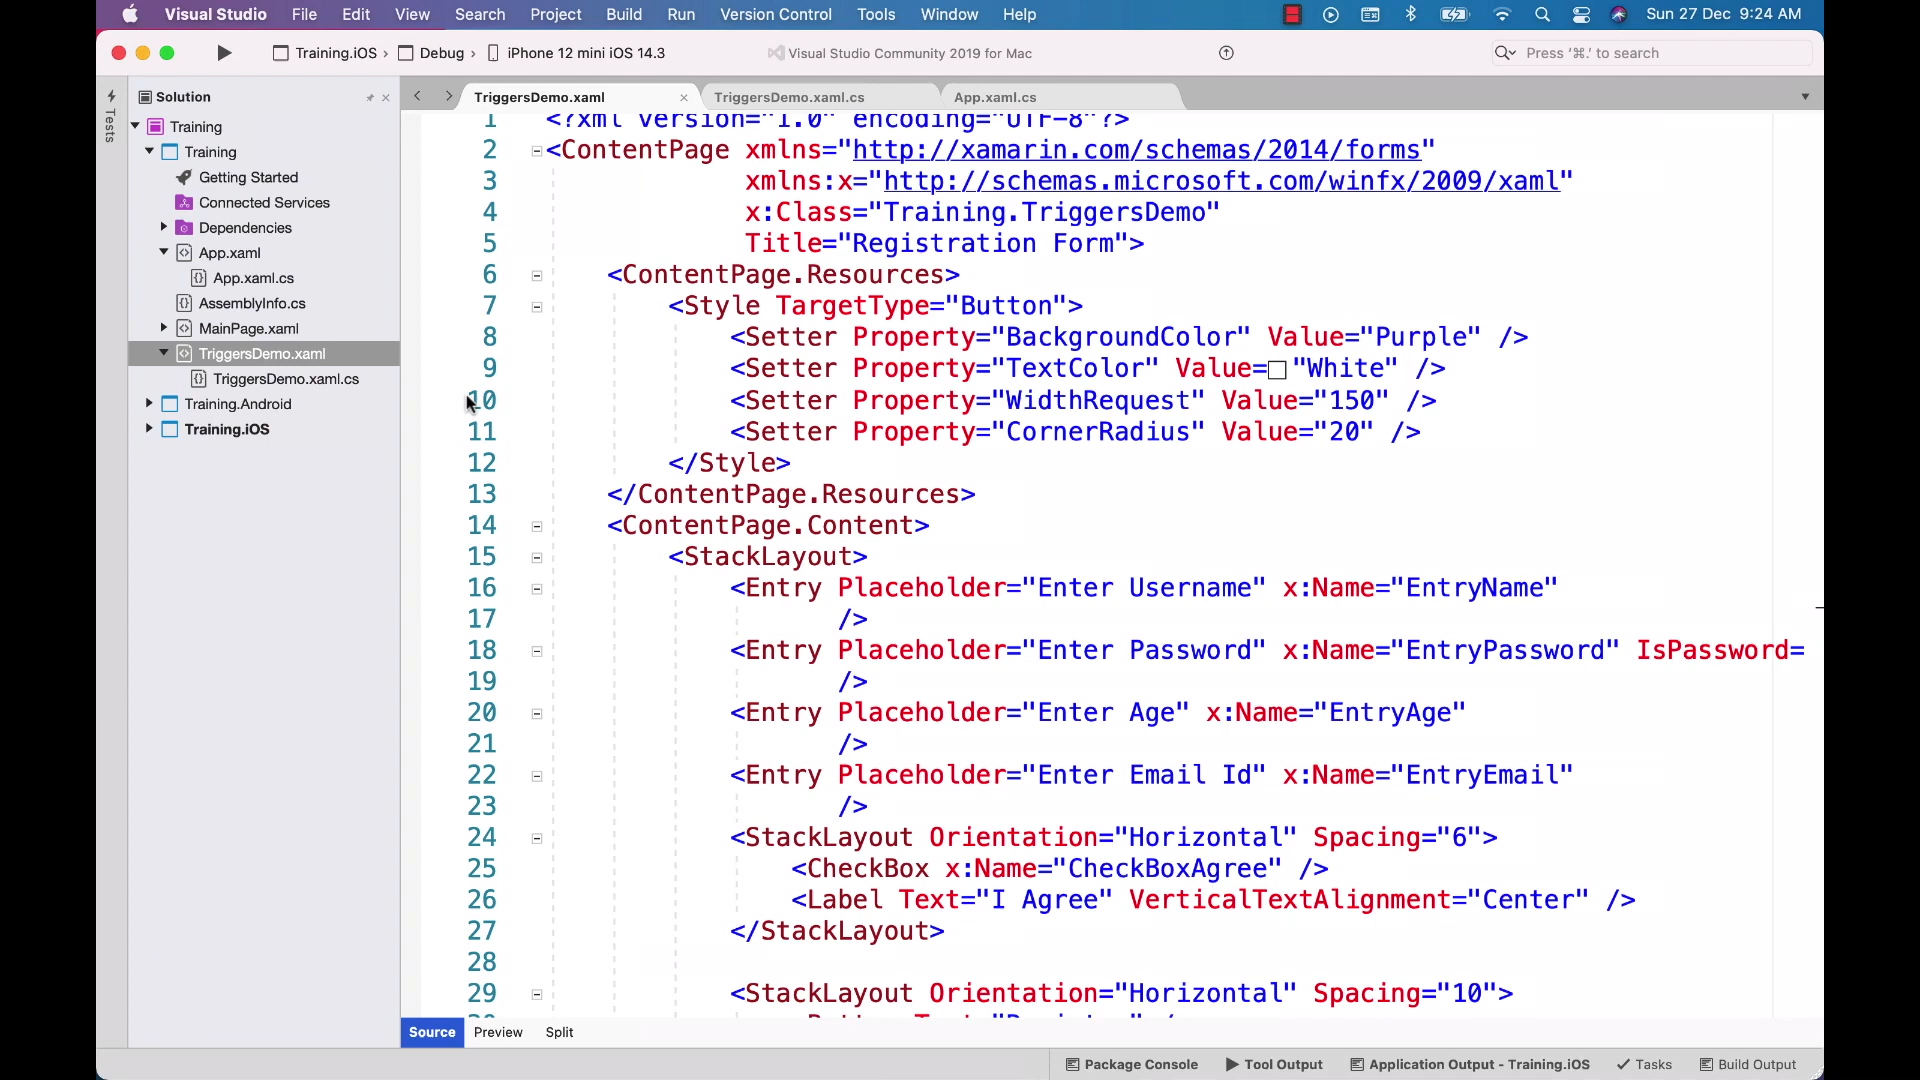 Visual Studio File Edit View Search Project Build Run Version Control Tools Window Help Sun 27 Dec 9:24 AM
Training.iOS › Debug › iPhone 12 mini iOS 14.3 Visual Studio Community 2019 for Mac Press '⌘.' to search
Tests
Solution
Training
Training
Getting Started
Connected Services
Dependencies
App.xaml
App.xaml.cs
AssemblyInfo.cs
MainPage.xaml
TriggersDemo.xaml
TriggersDemo.xaml.cs
Training.Android
Training.iOS
TriggersDemo.xaml TriggersDemo.xaml.cs App.xaml.cs
1 <?xml version="1.0" encoding="UTF-8"?>
2 <ContentPage xmlns="http://xamarin.com/schemas/2014/forms"
3 xmlns:x="http://schemas.microsoft.com/winfx/2009/xaml"
4 x:Class="Training.TriggersDemo"
5 Title="Registration Form">
6 <ContentPage.Resources>
7 <Style TargetType="Button">
8 <Setter Property="BackgroundColor" Value="Purple" />
9 <Setter Property="TextColor" Value="White" />
10 <Setter Property="WidthRequest" Value="150" />
11 <Setter Property="CornerRadius" Value="20" />
12 </Style>
13 </ContentPage.Resources>
14 <ContentPage.Content>
15 <StackLayout>
16 <Entry Placeholder="Enter Username" x:Name="EntryName"
17 />
18 <Entry Placeholder="Enter Password" x:Name="EntryPassword" IsPassword=
19 />
20 <Entry Placeholder="Enter Age" x:Name="EntryAge"
21 />
22 <Entry Placeholder="Enter Email Id" x:Name="EntryEmail"
23 />
24 <StackLayout Orientation="Horizontal" Spacing="6">
25 <CheckBox x:Name="CheckBoxAgree" />
26 <Label Text="I Agree" VerticalTextAlignment="Center" />
27 </StackLayout>
28
29 <StackLayout Orientation="Horizontal" Spacing="10">
Source Preview Split
Package Console Tool Output Application Output - Training.iOS Tasks Build Output